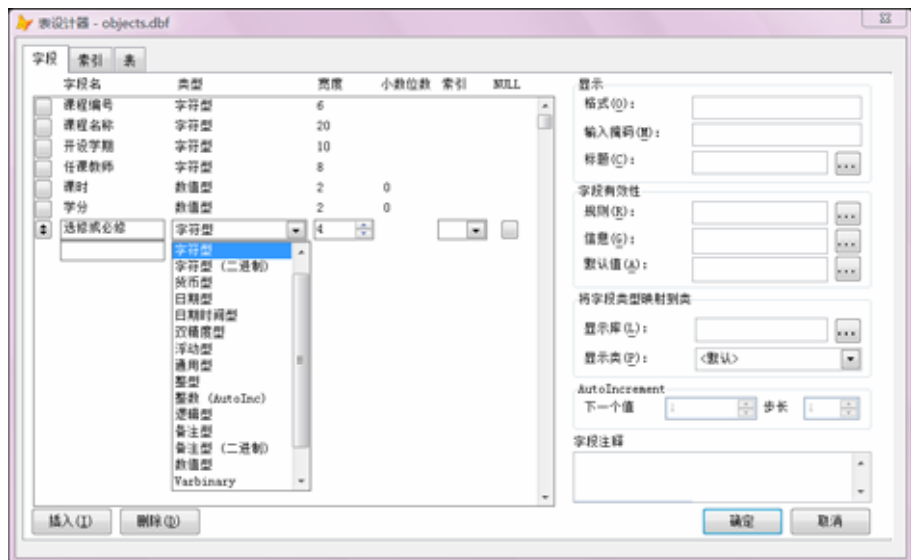 表设计器 - objects.dbf
字段 索引 表
字段名 类型 宽度 小数位数 索引 NULL
课程编号 字符型 6
课程名称 字符型 20
开设学期 字符型 10
任课教师 字符型 8
课时 数值型 2 0
学分 数值型 2 0
选修或必修 字符型 4
字符型
字符型 (二进制)
货币型
日期型
日期时间型
双精度型
浮动型
通用型
整型
整数 (AutoInc)
逻辑型
备注型
备注型 (二进制)
数值型
Varbinary
显示
格式(O):
输入掩码(M):
标题(C): ...
字段有效性
规则(R): ...
信息(G): ...
默认值(A): ...
将字段类型映射到类
显示库(L): ...
显示类(P): <默认>
AutoIncrement
下一个值 1 步长 1
字段注释
插入(I) 删除(D) 确定 取消